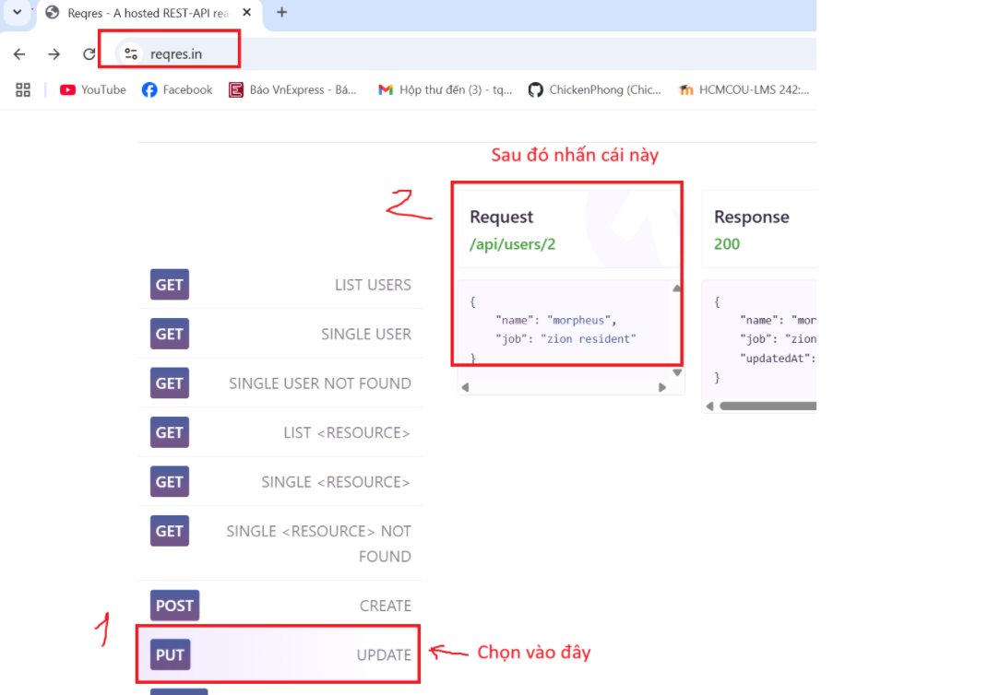 Reqres - A hosted REST-API rea
reqres.in
YouTube
Facebook
Báo VnExpress - Bá...
Hộp thư đến (3) - tq...
ChickenPhong (Chic...
HCMCOU-LMS 242:...
Sau đó nhấn cái này
2
Request
/api/users/2
{
"name": "morpheus",
"job": "zion resident"
}
Response
200
{
"name": "mor
"job": "zion
"updatedAt":
}
GET LIST USERS
GET SINGLE USER
GET SINGLE USER NOT FOUND
GET LIST <RESOURCE>
GET SINGLE <RESOURCE>
GET SINGLE <RESOURCE> NOT
FOUND
POST CREATE
1
PUT UPDATE
Chọn vào đây